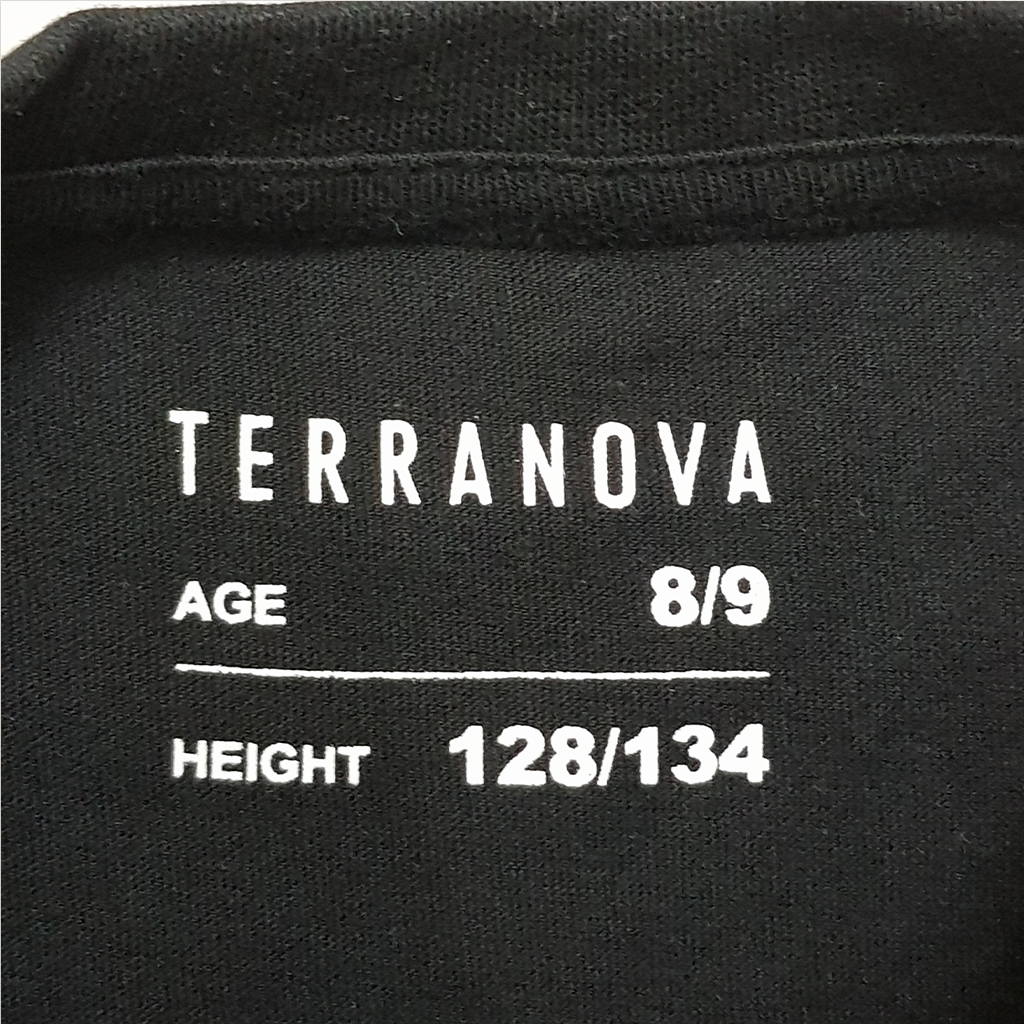 TERRANOVA
AGE 8/9
HEIGHT 128/134